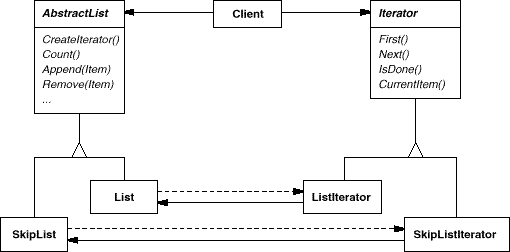 AbstractList
CreateIterator()
Count()
Append(Item)
Remove(Item)
...
Client
Iterator
First()
Next()
IsDone()
CurrentItem()
List
ListIterator
SkipList
SkipListIterator